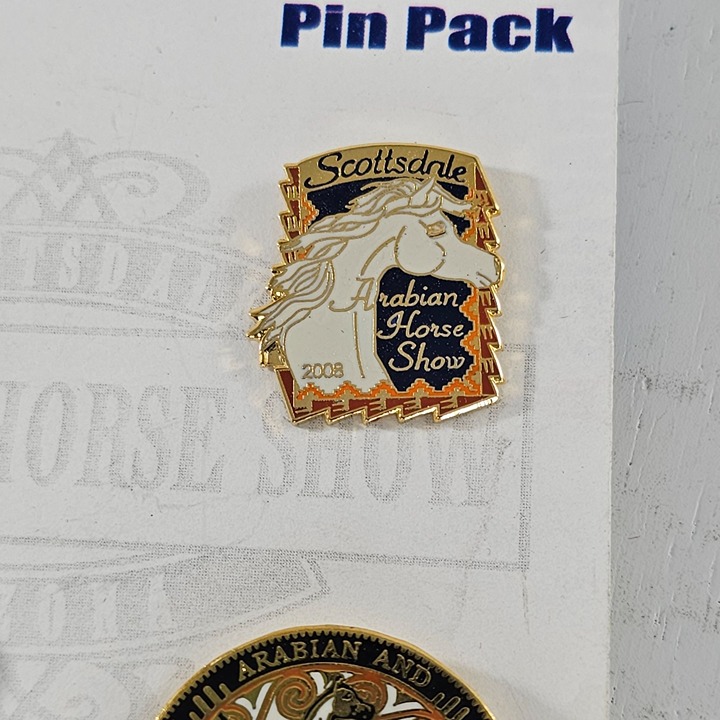 Pin Pack
Scottsdale
Arabian
Horse
Show
2008
HORSE SHOW
ARABIAN AND